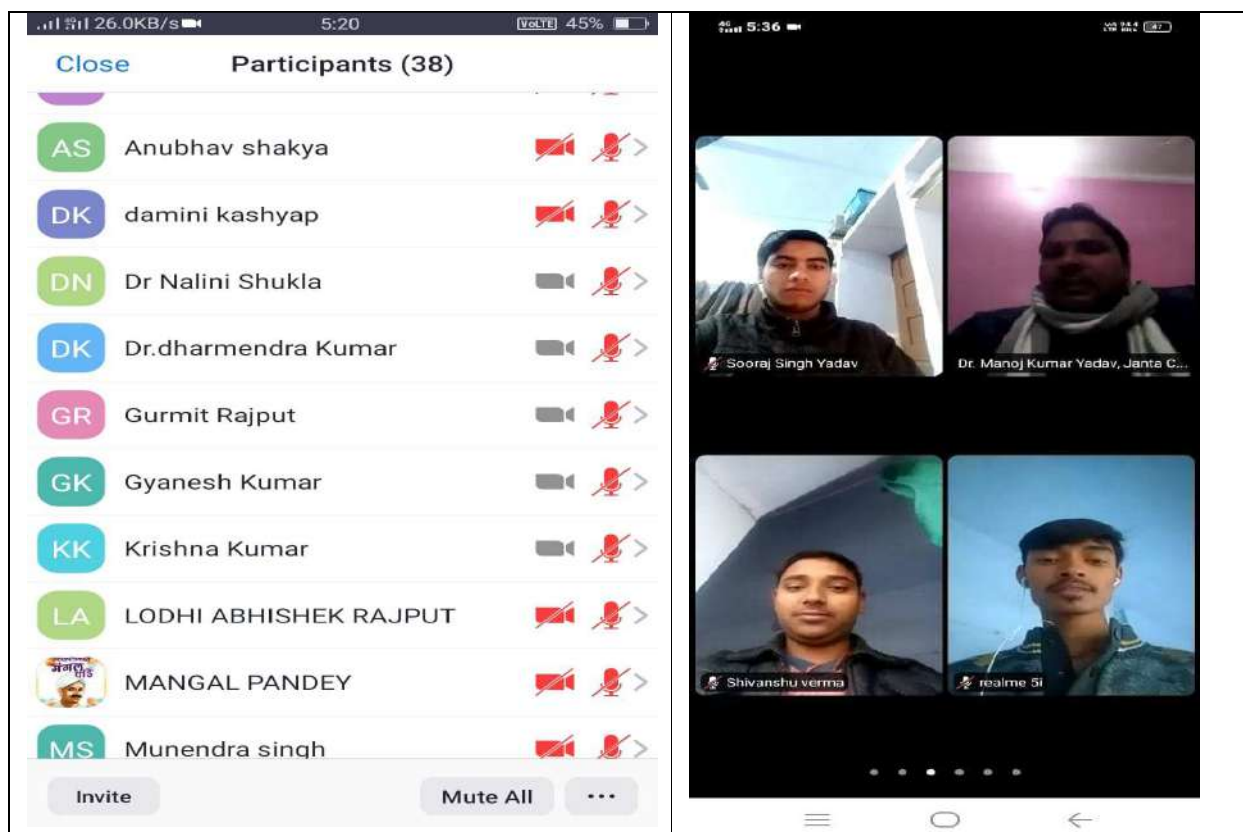 26.0KB/s 5:20 VoLTE 45%
Close Participants (38)
AS Anubhav shakya
DK damini kashyap
DN Dr Nalini Shukla
DK Dr.dharmendra Kumar
GR Gurmit Rajput
GK Gyanesh Kumar
KK Krishna Kumar
LA LODHI ABHISHEK RAJPUT
मंगल पांडे
MANGAL PANDEY
MS Munendra singh
Invite Mute All ...
4G 5:36
Sooraj Singh Yadav
Dr. Manoj Kumar Yadav, Janta C...
Shivanshu verma
realme 5i